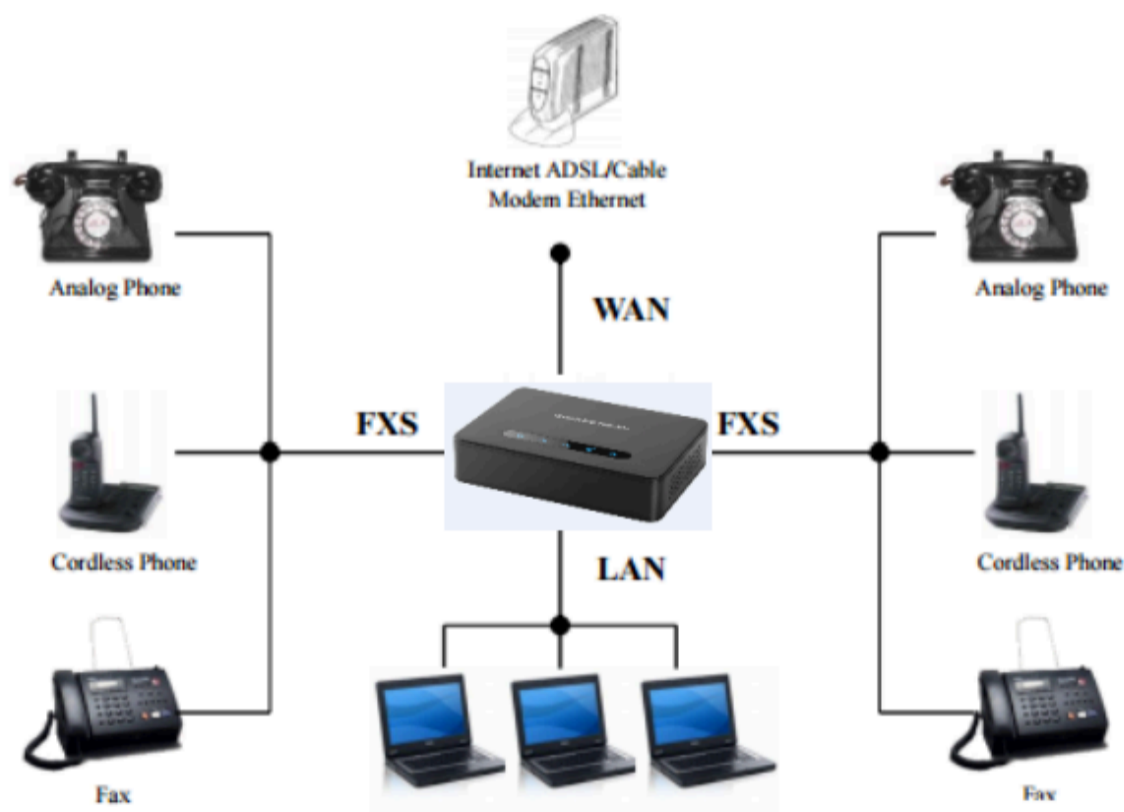 Internet ADSL/Cable
Modem Ethernet
Analog Phone
Analog Phone
WAN
FXS
FXS
Cordless Phone
Cordless Phone
LAN
Fax
Fax